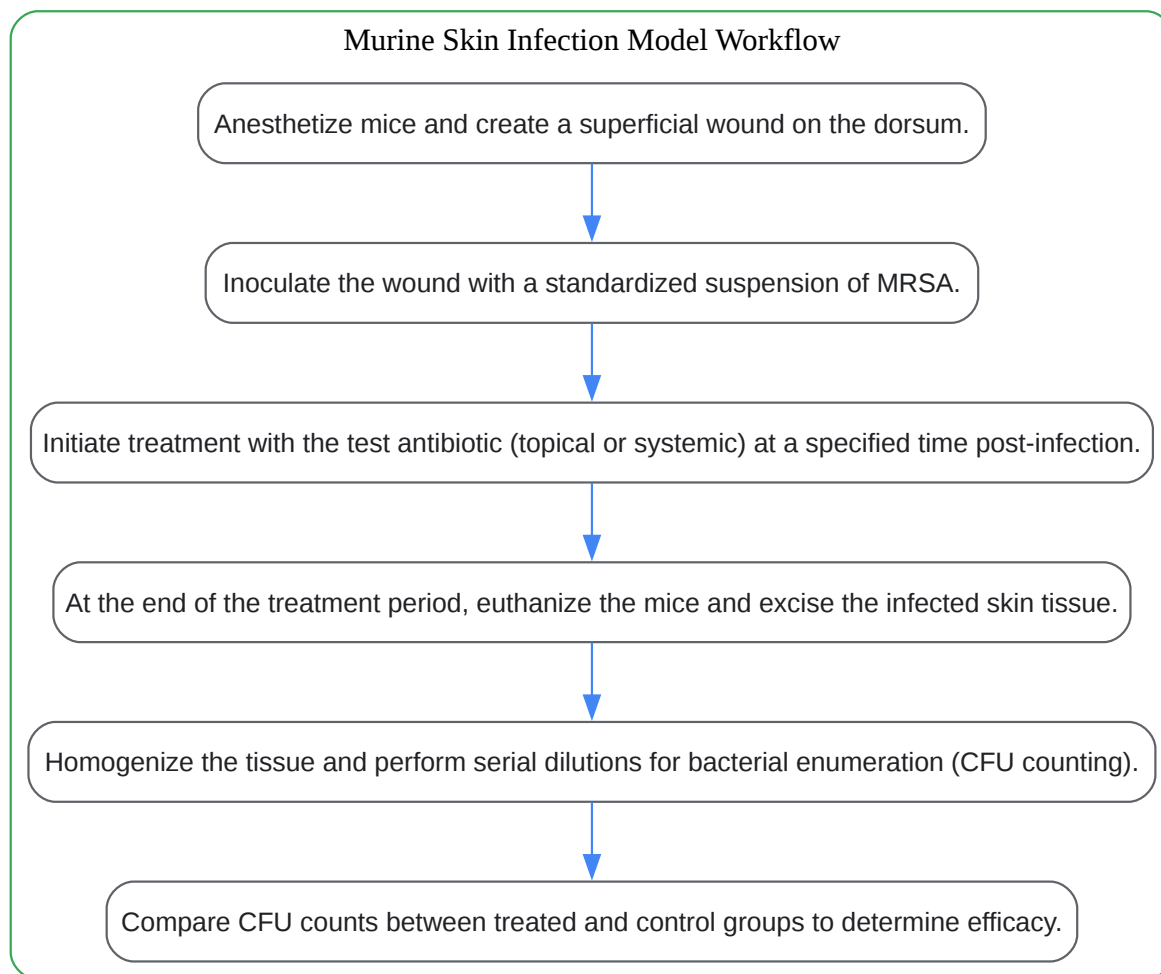 Murine Skin Infection Model Workflow
Anesthetize mice and create a superficial wound on the dorsum.
Inoculate the wound with a standardized suspension of MRSA.
Initiate treatment with the test antibiotic (topical or systemic) at a specified time post-infection.
At the end of the treatment period, euthanize the mice and excise the infected skin tissue.
Homogenize the tissue and perform serial dilutions for bacterial enumeration (CFU counting).
Compare CFU counts between treated and control groups to determine efficacy.